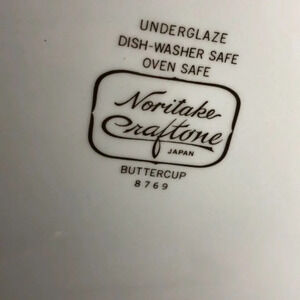 UNDERGLAZE
DISH-WASHER SAFE
OVEN SAFE
Noritake
Craftone
JAPAN
BUTTERCUP
8769